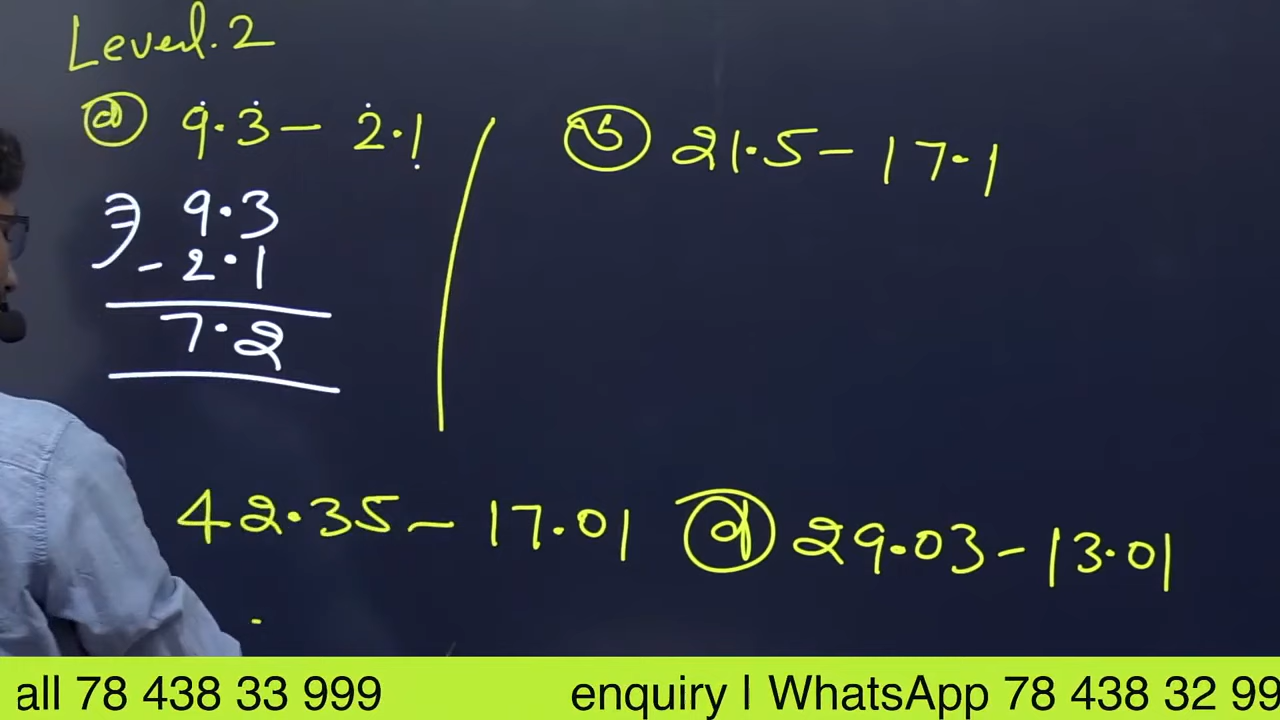 Level.2
a 9.3 - 2.1
b 21.5 - 17.1
⇒ 9.3
- 2.1
7.2
42.35 - 17.01
d 29.03 - 13.01
all 78 438 33 999 enquiry | WhatsApp 78 438 32 99